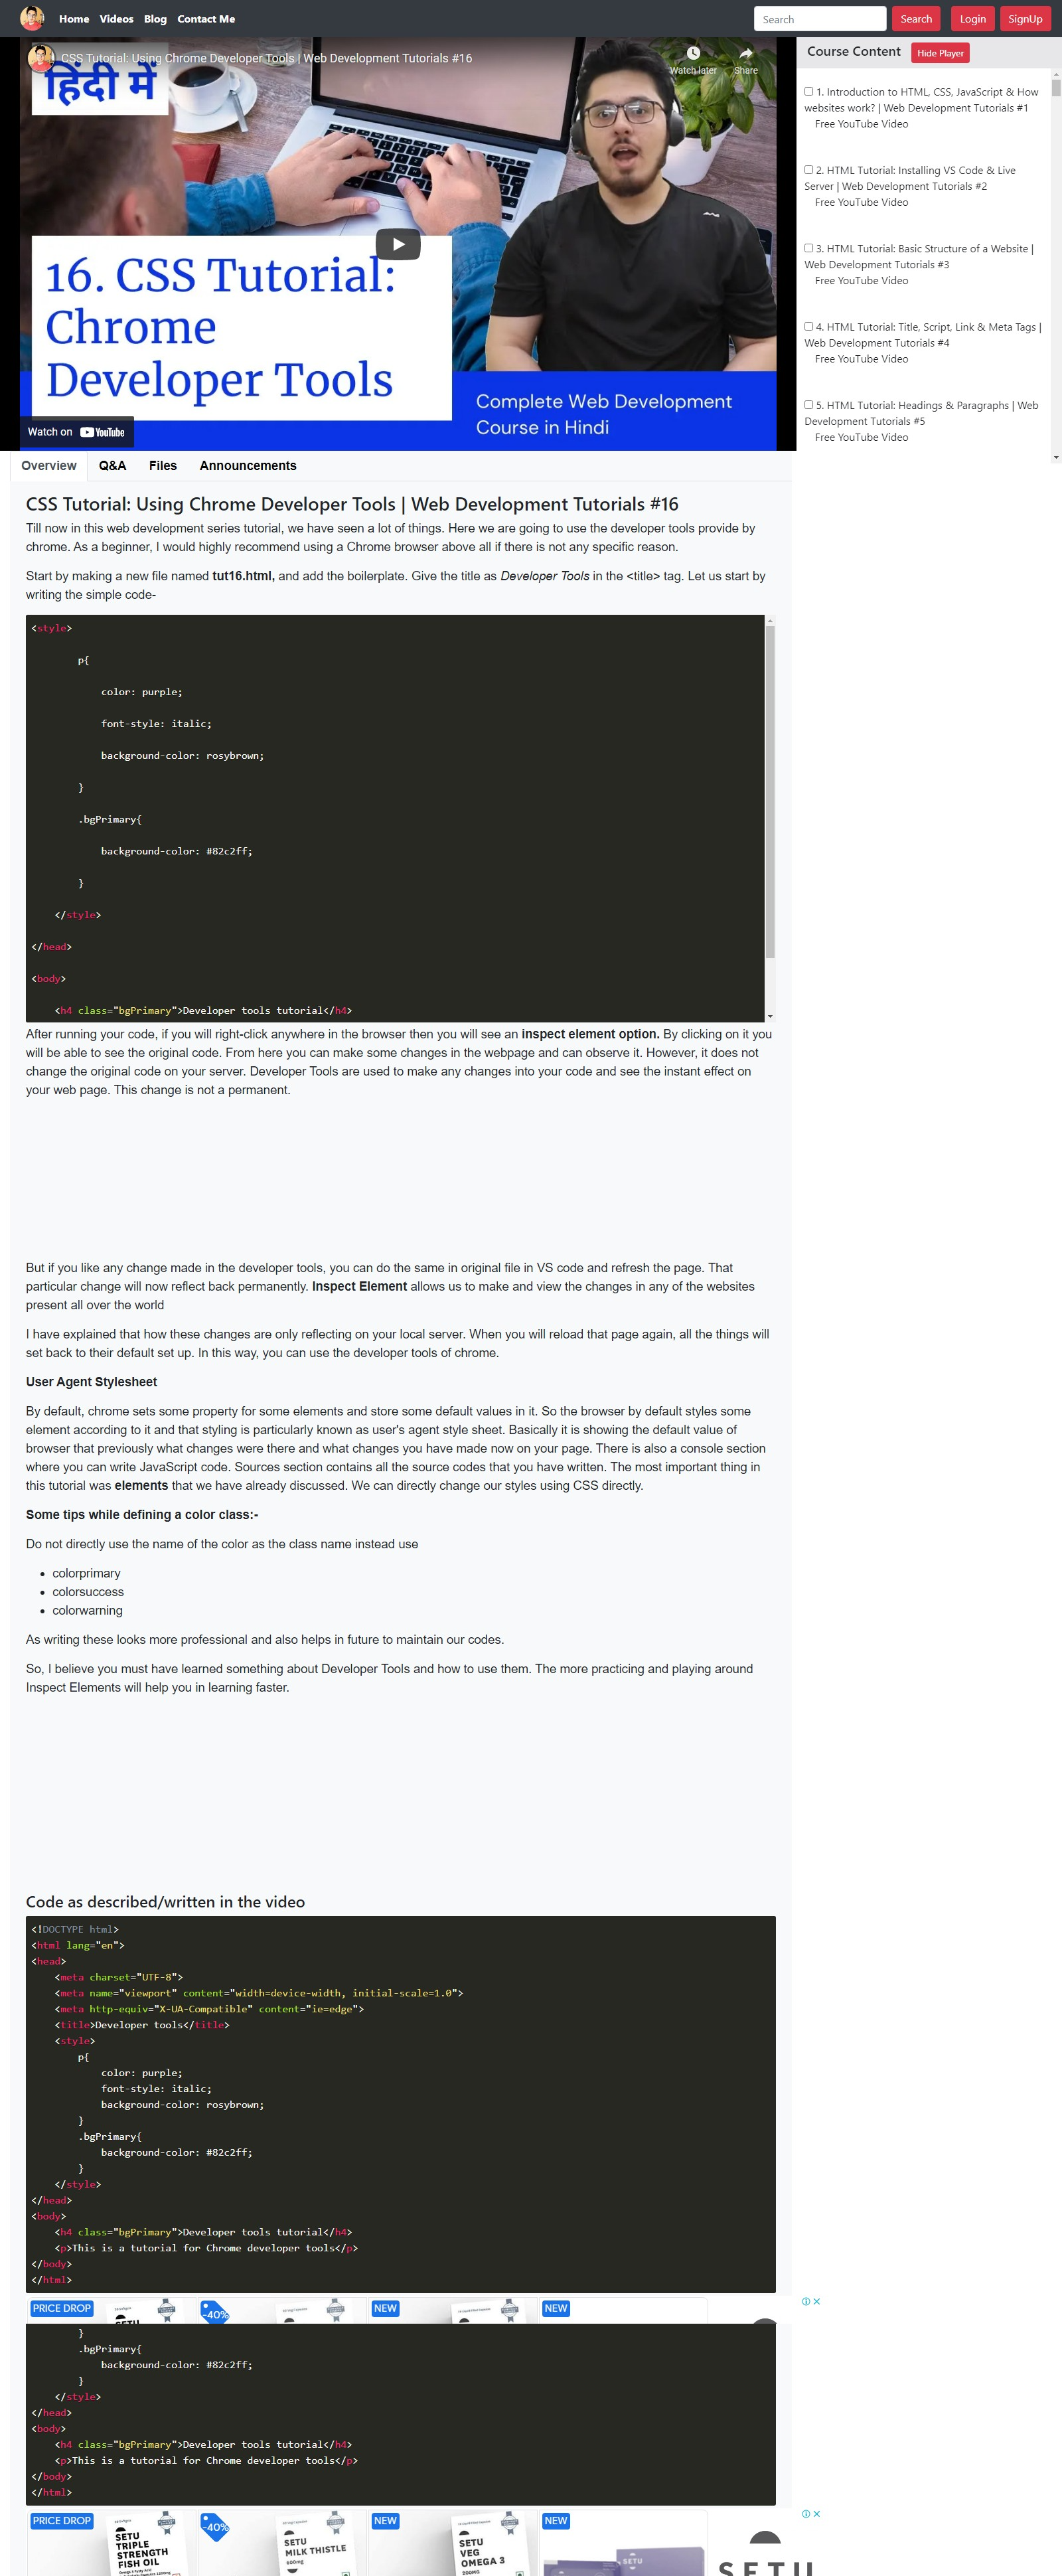 Home Videos Blog Contact Me
Search Search Login SignUp
CSS Tutorial: Using Chrome Developer Tools | Web Development Tutorials #16
Watch later Share
हिंदी में
16. CSS Tutorial:
Chrome
Developer Tools
Complete Web Development
Course in Hindi
Watch on YouTube
Course Content Hide Player
1. Introduction to HTML, CSS, JavaScript & How
websites work? | Web Development Tutorials #1
Free YouTube Video
2. HTML Tutorial: Installing VS Code & Live
Server | Web Development Tutorials #2
Free YouTube Video
3. HTML Tutorial: Basic Structure of a Website |
Web Development Tutorials #3
Free YouTube Video
4. HTML Tutorial: Title, Script, Link & Meta Tags |
Web Development Tutorials #4
Free YouTube Video
5. HTML Tutorial: Headings & Paragraphs | Web
Development Tutorials #5
Free YouTube Video
Overview Q&A Files Announcements
CSS Tutorial: Using Chrome Developer Tools | Web Development Tutorials #16
Till now in this web development series tutorial, we have seen a lot of things. Here we are going to use the developer tools provide by
chrome. As a beginner, I would highly recommend using a Chrome browser above all if there is not any specific reason.
Start by making a new file named tut16.html, and add the boilerplate. Give the title as Developer Tools in the <title> tag. Let us start by
writing the simple code-
<style>
p{
color: purple;
font-style: italic;
background-color: rosybrown;
}
.bgPrimary{
background-color: #82c2ff;
}
</style>
</head>
<body>
<h4 class="bgPrimary">Developer tools tutorial</h4>
After running your code, if you will right-click anywhere in the browser then you will see an inspect element option. By clicking on it you
will be able to see the original code. From here you can make some changes in the webpage and can observe it. However, it does not
change the original code on your server. Developer Tools are used to make any changes into your code and see the instant effect on
your web page. This change is not a permanent.
But if you like any change made in the developer tools, you can do the same in original file in VS code and refresh the page. That
particular change will now reflect back permanently. Inspect Element allows us to make and view the changes in any of the websites
present all over the world
I have explained that how these changes are only reflecting on your local server. When you will reload that page again, all the things will
set back to their default set up. In this way, you can use the developer tools of chrome.
User Agent Stylesheet
By default, chrome sets some property for some elements and store some default values in it. So the browser by default styles some
element according to it and that styling is particularly known as user's agent style sheet. Basically it is showing the default value of
browser that previously what changes were there and what changes you have made now on your page. There is also a console section
where you can write JavaScript code. Sources section contains all the source codes that you have written. The most important thing in
this tutorial was elements that we have already discussed. We can directly change our styles using CSS directly.
Some tips while defining a color class:-
Do not directly use the name of the color as the class name instead use
• colorprimary
• colorsuccess
• colorwarning
As writing these looks more professional and also helps in future to maintain our codes.
So, I believe you must have learned something about Developer Tools and how to use them. The more practicing and playing around
Inspect Elements will help you in learning faster.
Code as described/written in the video
<!DOCTYPE html>
<html lang="en">
<head>
<meta charset="UTF-8">
<meta name="viewport" content="width=device-width, initial-scale=1.0">
<meta http-equiv="X-UA-Compatible" content="ie=edge">
<title>Developer tools</title>
<style>
p{
color: purple;
font-style: italic;
background-color: rosybrown;
}
.bgPrimary{
background-color: #82c2ff;
}
</style>
</head>
<body>
<h4 class="bgPrimary">Developer tools tutorial</h4>
<p>This is a tutorial for Chrome developer tools</p>
</body>
</html>
PRICE DROP -40% NEW NEW
}
.bgPrimary{
background-color: #82c2ff;
}
</style>
</head>
<body>
<h4 class="bgPrimary">Developer tools tutorial</h4>
<p>This is a tutorial for Chrome developer tools</p>
</body>
</html>
PRICE DROP -40% NEW NEW
SETU
TRIPLE
STRENGTH
FISH OIL
SETU
MILK THISTLE
600mg
SETU
VEG
OMEGA 3
200MG
SETU
SETU